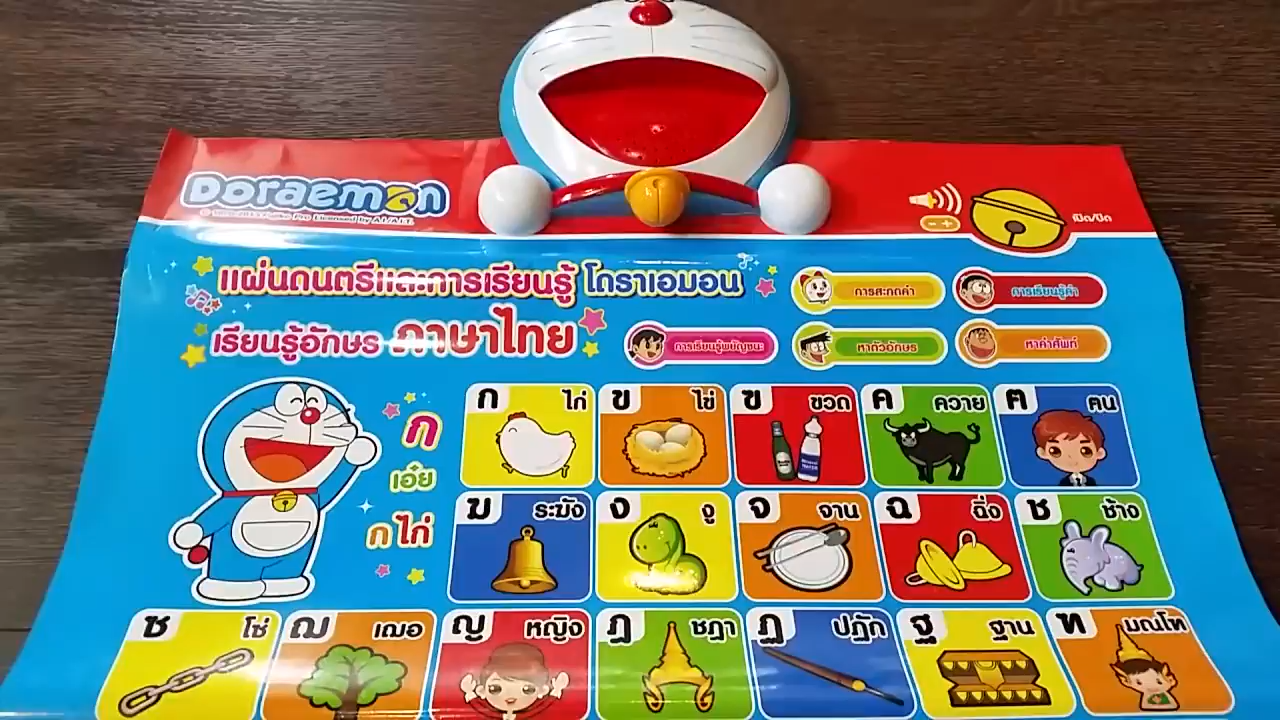 Doraemon
เปิด/ปิด
- +
แผ่นดนตรีและการเรียนรู้ โดราเอมอน
เรียนรู้อักษร ภาษาไทย
การสะกดคำ
การเรียนรู้คำ
การเรียนรู้พยัญชนะ
หาตัวอักษร
หาคำศัพท์
ก
เอ๋ย
ก ไก่
ก ไก่
ข ไข่
ฃ ขวด
ค ควาย
ฅ ฅน
ฆ ระฆัง
ง งู
จ จาน
ฉ ฉิ่ง
ช ช้าง
ซ โซ่
ฌ เฌอ
ญ หญิง
ฎ ชฎา
ฏ ปฏัก
ฐ ฐาน
ฑ มณโฑ